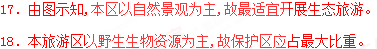 17．由图示知,本区以自然景观为主,故最适宜开展生态旅游。
18．本旅游区以野生生物资源为主,故保护区应占最大比重。